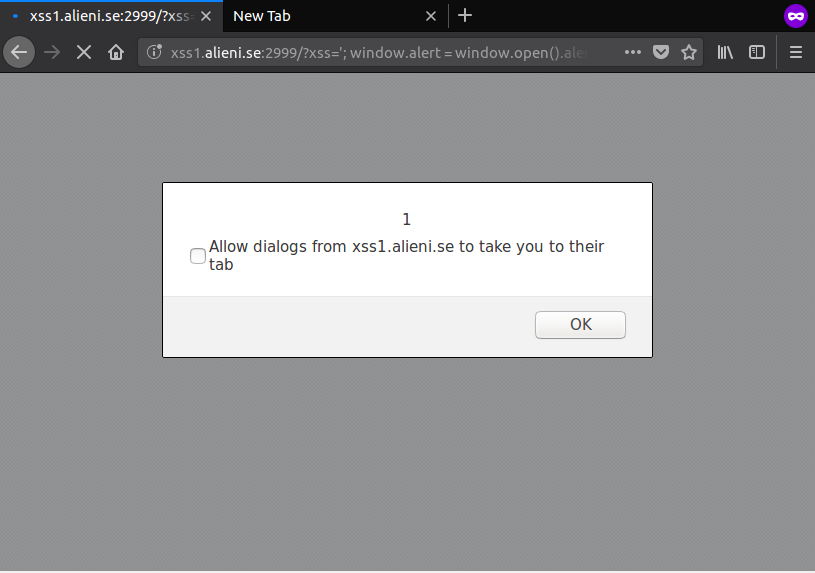 xss1.alieni.se:2999/?xss=
New Tab
xss1.alieni.se:2999/?xss='; window.alert = window.open().ale
1
Allow dialogs from xss1.alieni.se to take you to their
tab
OK